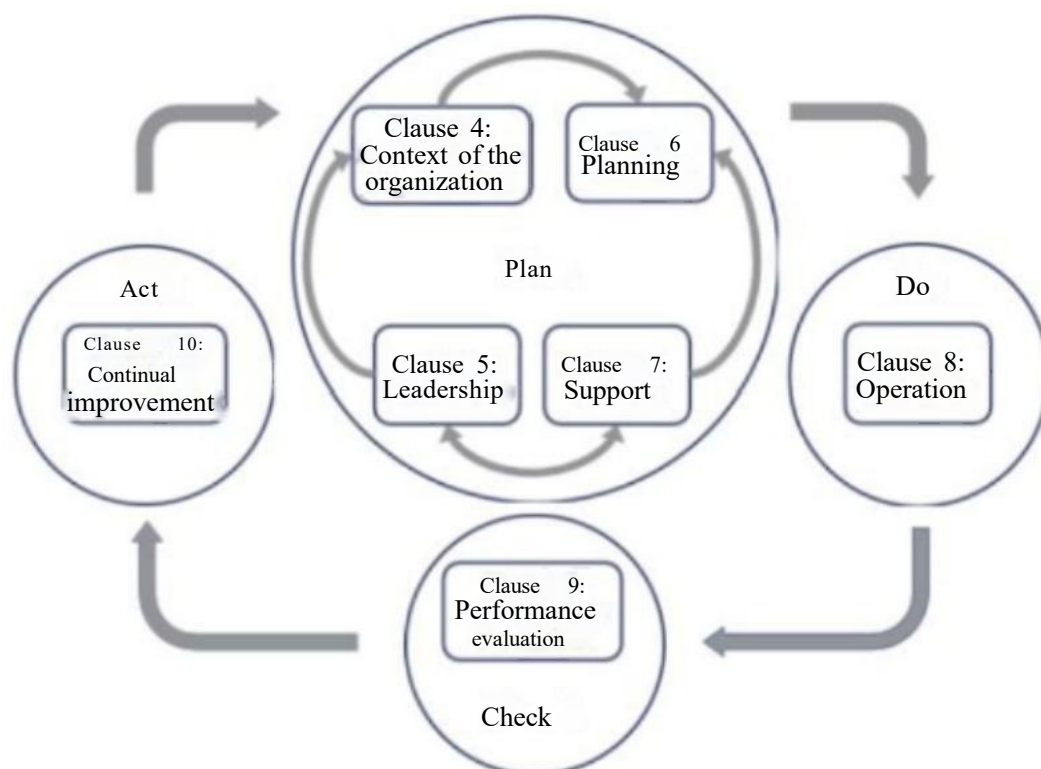 Clause 4:
Context of the
organization
Clause 6
Planning
Plan
Act
Clause 10:
Continual
improvement
Clause 5:
Leadership
Clause 7:
Support
Do
Clause 8:
Operation
Clause 9:
Performance
evaluation
Check